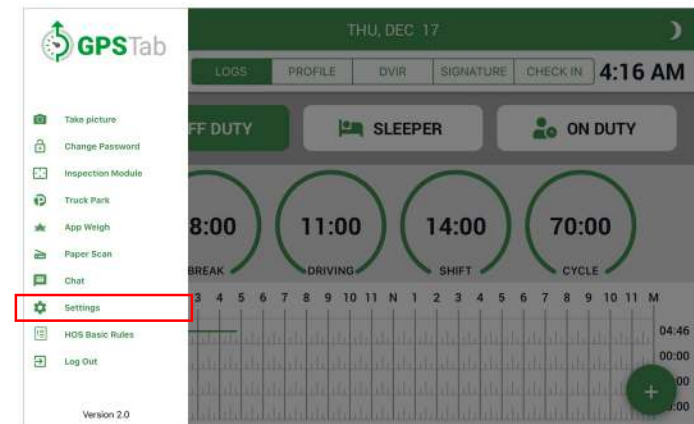 GPSTab
THU, DEC 17
LOGS PROFILE DVIR SIGNATURE CHECK IN 4:16 AM
FF DUTY SLEEPER ON DUTY
Take picture
Change Password
Inspection Module
Truck Park
App Weigh
Paper Scan
Chat
Settings
HOS Basic Rules
Log Out
Version 2.0
8:00 11:00 14:00 70:00
BREAK DRIVING SHIFT CYCLE
3 4 5 6 7 8 9 10 11 N 1 2 3 4 5 6 7 8 9 10 11 M
04:46
00:00
00
+
:00